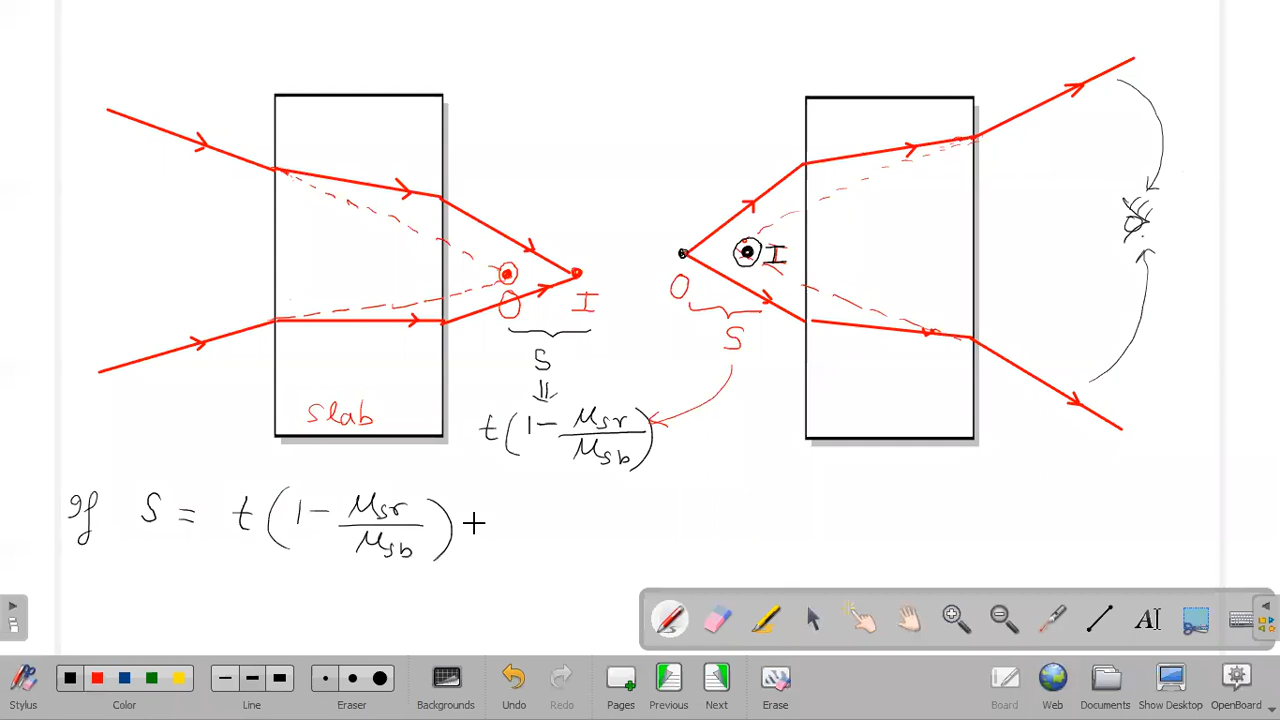 O
I
I
O
S
S
slab
t(1 - μsr/μsb)
If S = t(1 - μsr/μsb) +
Stylus
Color
Line
Eraser
Backgrounds
Undo
Redo
Pages
Previous
Next
Erase
Board
Web
Documents
Show Desktop
OpenBoard